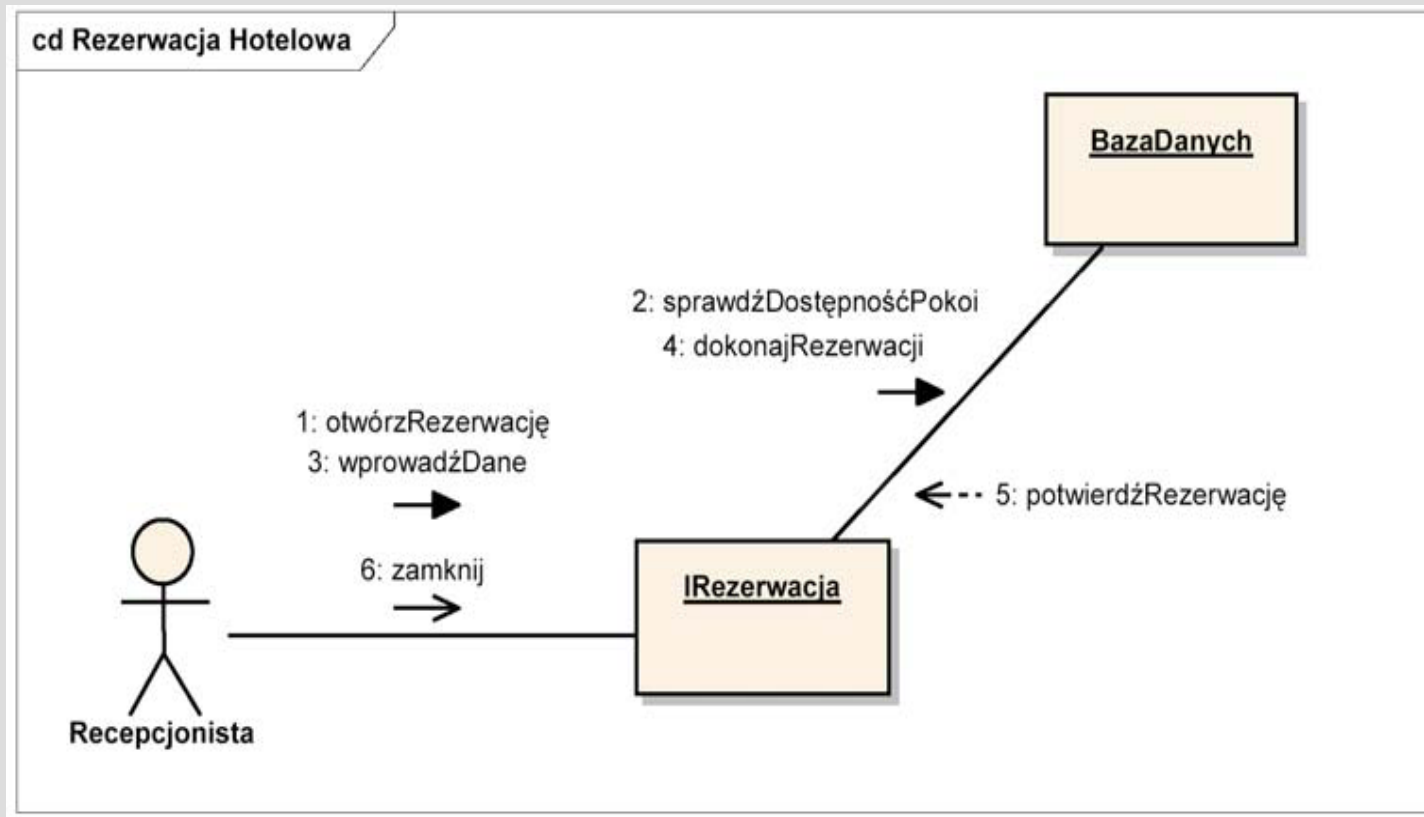 cd Rezerwacja Hotelowa
BazaDanych
2: sprawdźDostępnośćPokoi
4: dokonajRezerwacji
1: otwórzRezerwację
3: wprowadźDane
5: potwierdźRezerwację
6: zamknij
IRezerwacja
Recepcjonista